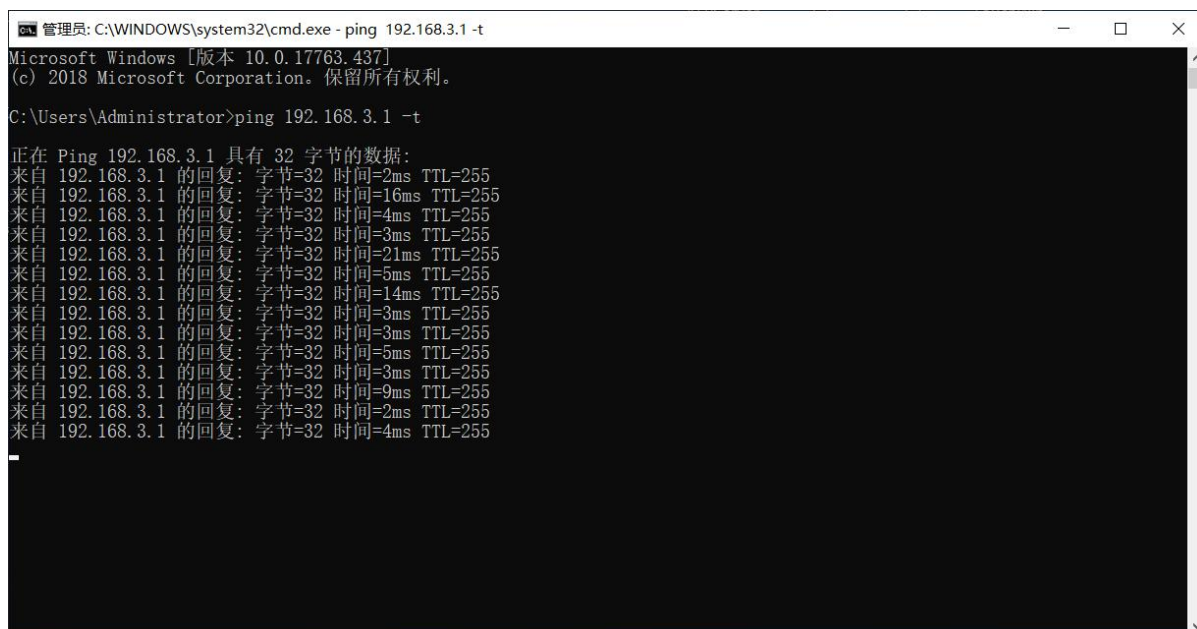 管理员: C:\WINDOWS\system32\cmd.exe - ping  192.168.3.1 -t
Microsoft Windows [版本 10.0.17763.437]
(c) 2018 Microsoft Corporation。保留所有权利。
C:\Users\Administrator>ping 192.168.3.1 -t
正在 Ping 192.168.3.1 具有 32 字节的数据:
来自 192.168.3.1 的回复: 字节=32 时间=2ms TTL=255
来自 192.168.3.1 的回复: 字节=32 时间=16ms TTL=255
来自 192.168.3.1 的回复: 字节=32 时间=4ms TTL=255
来自 192.168.3.1 的回复: 字节=32 时间=3ms TTL=255
来自 192.168.3.1 的回复: 字节=32 时间=21ms TTL=255
来自 192.168.3.1 的回复: 字节=32 时间=5ms TTL=255
来自 192.168.3.1 的回复: 字节=32 时间=14ms TTL=255
来自 192.168.3.1 的回复: 字节=32 时间=3ms TTL=255
来自 192.168.3.1 的回复: 字节=32 时间=3ms TTL=255
来自 192.168.3.1 的回复: 字节=32 时间=5ms TTL=255
来自 192.168.3.1 的回复: 字节=32 时间=3ms TTL=255
来自 192.168.3.1 的回复: 字节=32 时间=9ms TTL=255
来自 192.168.3.1 的回复: 字节=32 时间=2ms TTL=255
来自 192.168.3.1 的回复: 字节=32 时间=4ms TTL=255